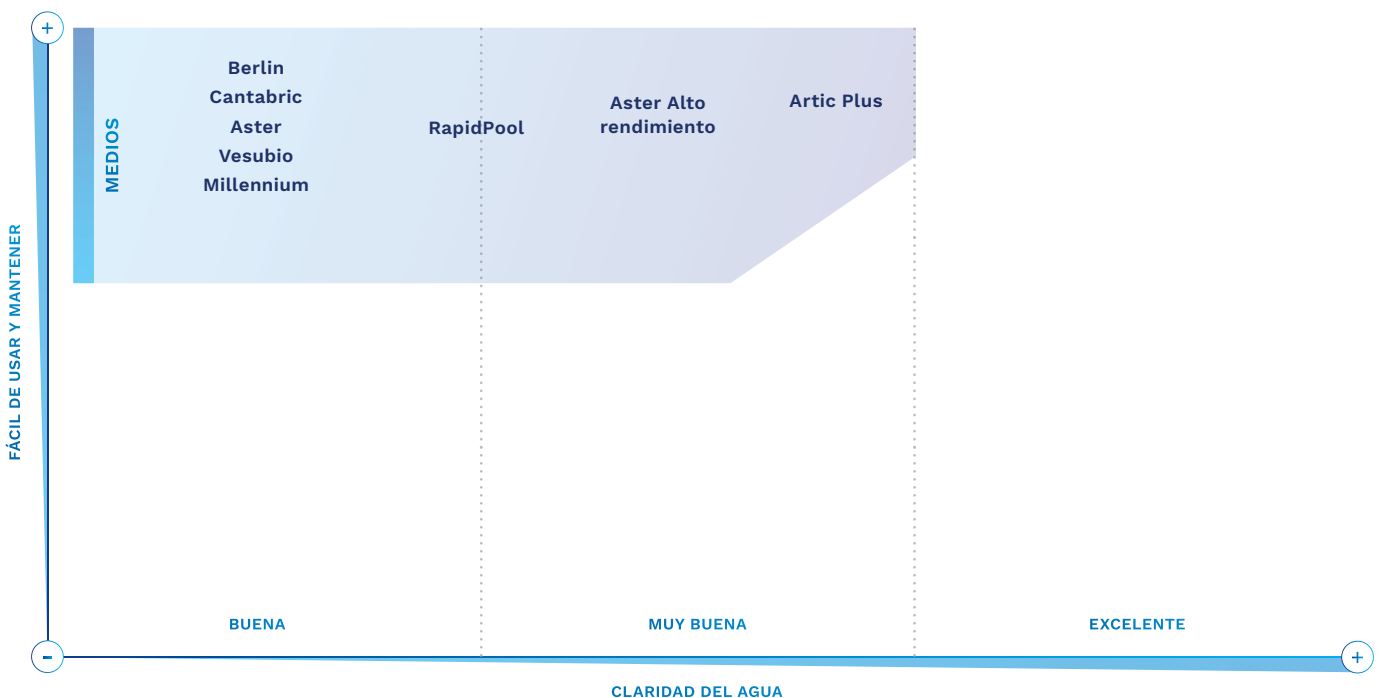 +
FÁCIL DE USAR Y MANTENER
MEDIOS
Berlin
Cantabric
Aster
Vesubio
Millennium
RapidPool
Aster Alto
rendimiento
Artic Plus
BUENA
MUY BUENA
EXCELENTE
-
+
CLARIDAD DEL AGUA